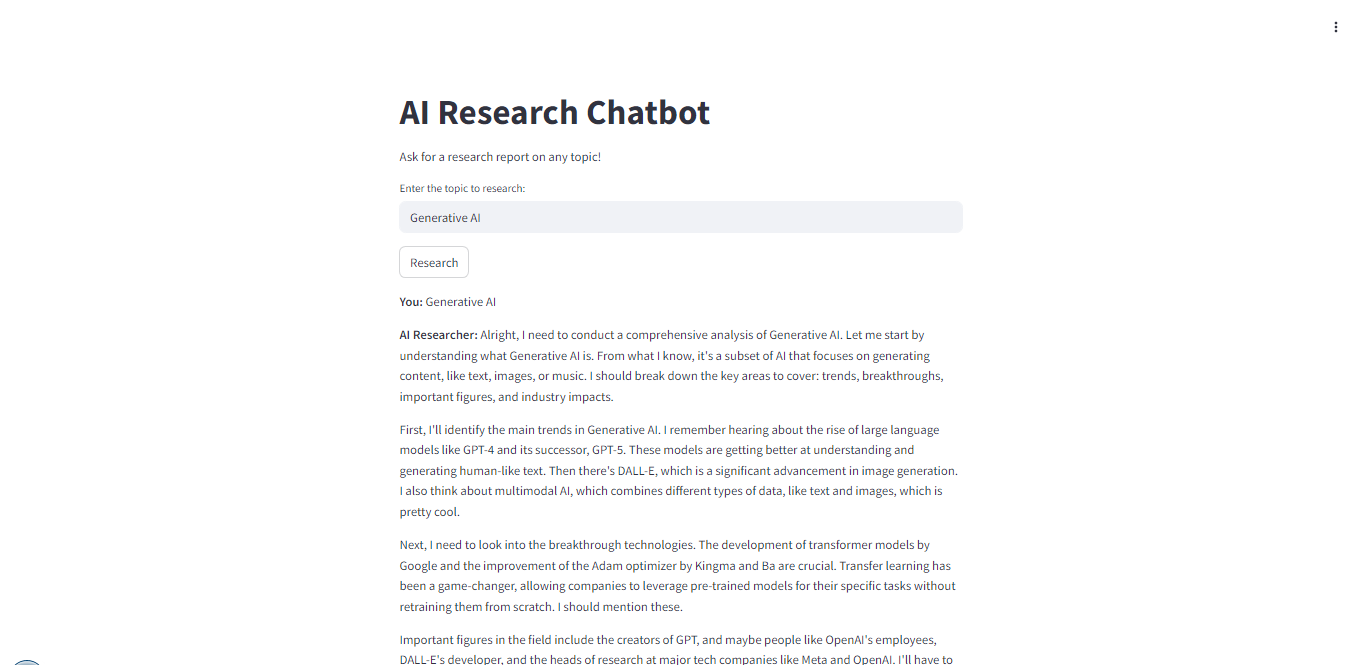 AI Research Chatbot
Ask for a research report on any topic!
Enter the topic to research:
Generative AI
Research
You: Generative AI
AI Researcher: Alright, I need to conduct a comprehensive analysis of Generative AI. Let me start by
understanding what Generative AI is. From what I know, it's a subset of AI that focuses on generating
content, like text, images, or music. I should break down the key areas to cover: trends, breakthroughs,
important figures, and industry impacts.
First, I'll identify the main trends in Generative AI. I remember hearing about the rise of large language
models like GPT-4 and its successor, GPT-5. These models are getting better at understanding and
generating human-like text. Then there's DALL-E, which is a significant advancement in image generation.
I also think about multimodal AI, which combines different types of data, like text and images, which is
pretty cool.
Next, I need to look into the breakthrough technologies. The development of transformer models by
Google and the improvement of the Adam optimizer by Kingma and Ba are crucial. Transfer learning has
been a game-changer, allowing companies to leverage pre-trained models for their specific tasks without
retraining them from scratch. I should mention these.
Important figures in the field include the creators of GPT, and maybe people like OpenAI's employees,
DALL-E's developer, and the heads of research at major tech companies like Meta and OpenAI. I'll have to